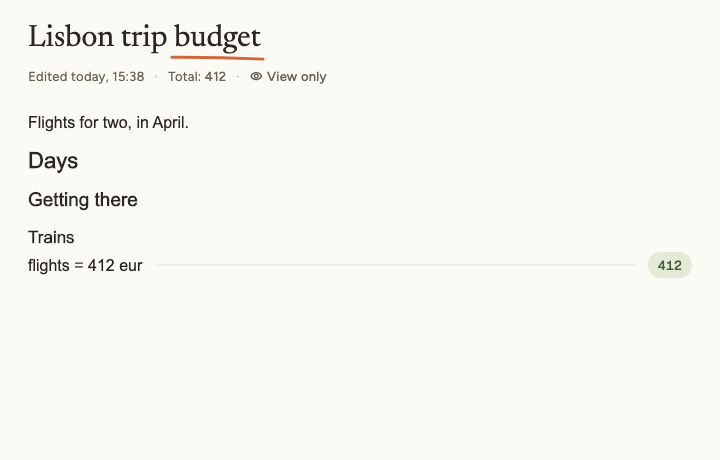 Lisbon trip budget
Edited today, 15:38 · Total: 412 · View only
Flights for two, in April.
Days
Getting there
Trains
flights = 412 eur 412